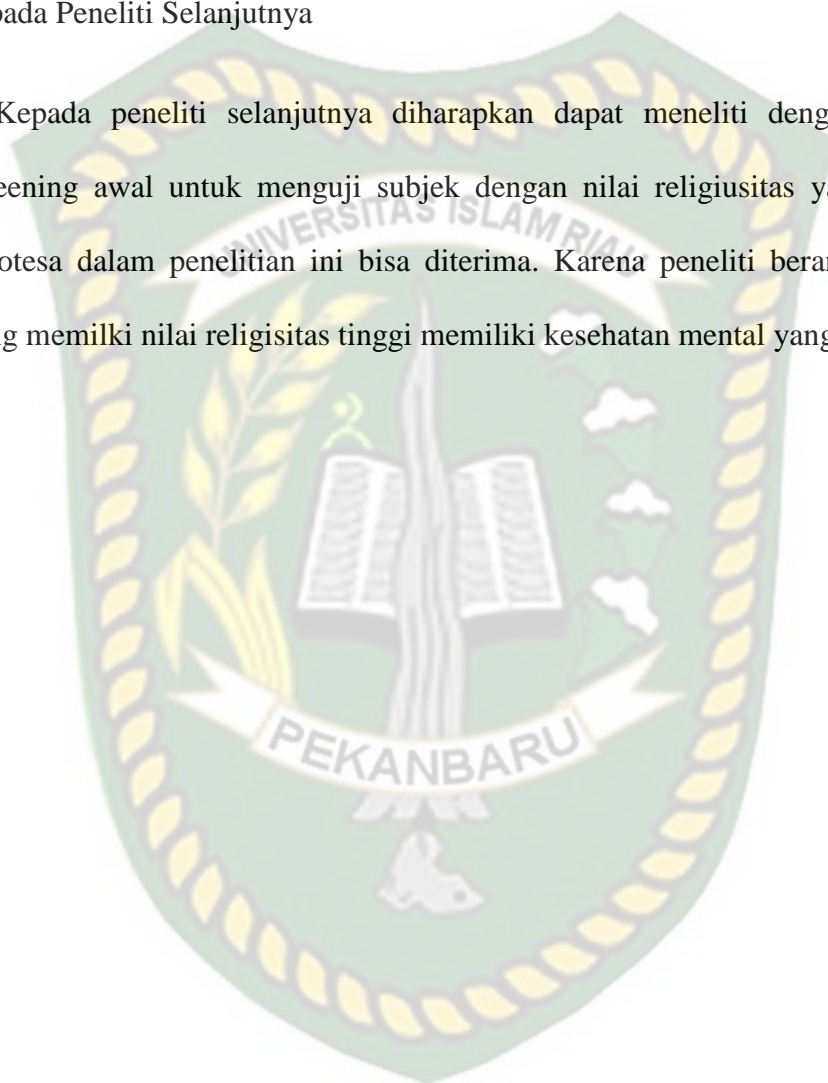 pada Peneliti Selanjutnya
Kepada peneliti selanjutnya diharapkan dapat meneliti deng
eening awal untuk menguji subjek dengan nilai religiusitas ya
otesa dalam penelitian ini bisa diterima. Karena peneliti beran
g memilki nilai religisitas tinggi memiliki kesehatan mental yang
UNIVERSITAS ISLAM RIAU
PEKANBARU